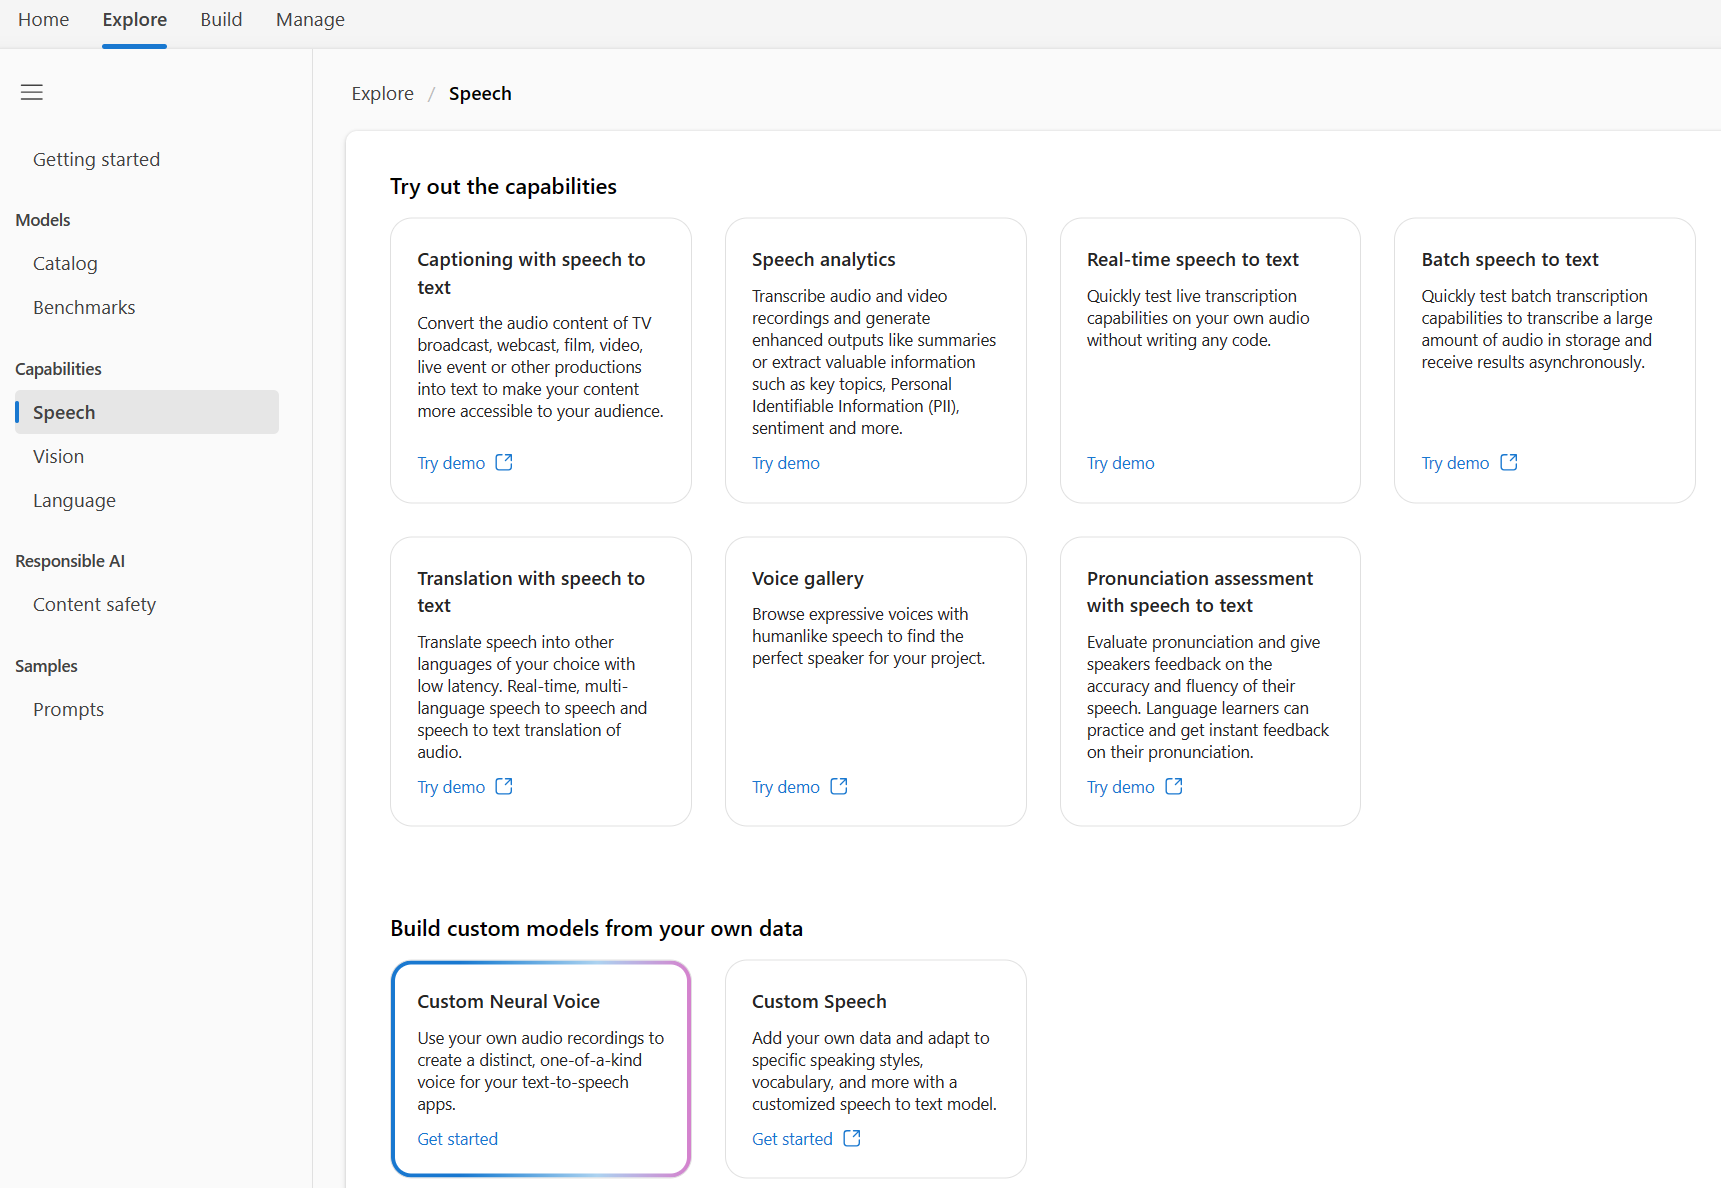 Home Explore Build Manage
Explore / Speech
Getting started
Models
Catalog
Benchmarks
Capabilities
Speech
Vision
Language
Responsible AI
Content safety
Samples
Prompts
Try out the capabilities
Captioning with speech to
text
Convert the audio content of TV
broadcast, webcast, film, video,
live event or other productions
into text to make your content
more accessible to your audience.
Try demo
Speech analytics
Transcribe audio and video
recordings and generate
enhanced outputs like summaries
or extract valuable information
such as key topics, Personal
Identifiable Information (PII),
sentiment and more.
Try demo
Real-time speech to text
Quickly test live transcription
capabilities on your own audio
without writing any code.
Try demo
Batch speech to text
Quickly test batch transcription
capabilities to transcribe a large
amount of audio in storage and
receive results asynchronously.
Try demo
Translation with speech to
text
Translate speech into other
languages of your choice with
low latency. Real-time, multi-
language speech to speech and
speech to text translation of
audio.
Try demo
Voice gallery
Browse expressive voices with
humanlike speech to find the
perfect speaker for your project.
Try demo
Pronunciation assessment
with speech to text
Evaluate pronunciation and give
speakers feedback on the
accuracy and fluency of their
speech. Language learners can
practice and get instant feedback
on their pronunciation.
Try demo
Build custom models from your own data
Custom Neural Voice
Use your own audio recordings to
create a distinct, one-of-a-kind
voice for your text-to-speech
apps.
Get started
Custom Speech
Add your own data and adapt to
specific speaking styles,
vocabulary, and more with a
customized speech to text model.
Get started